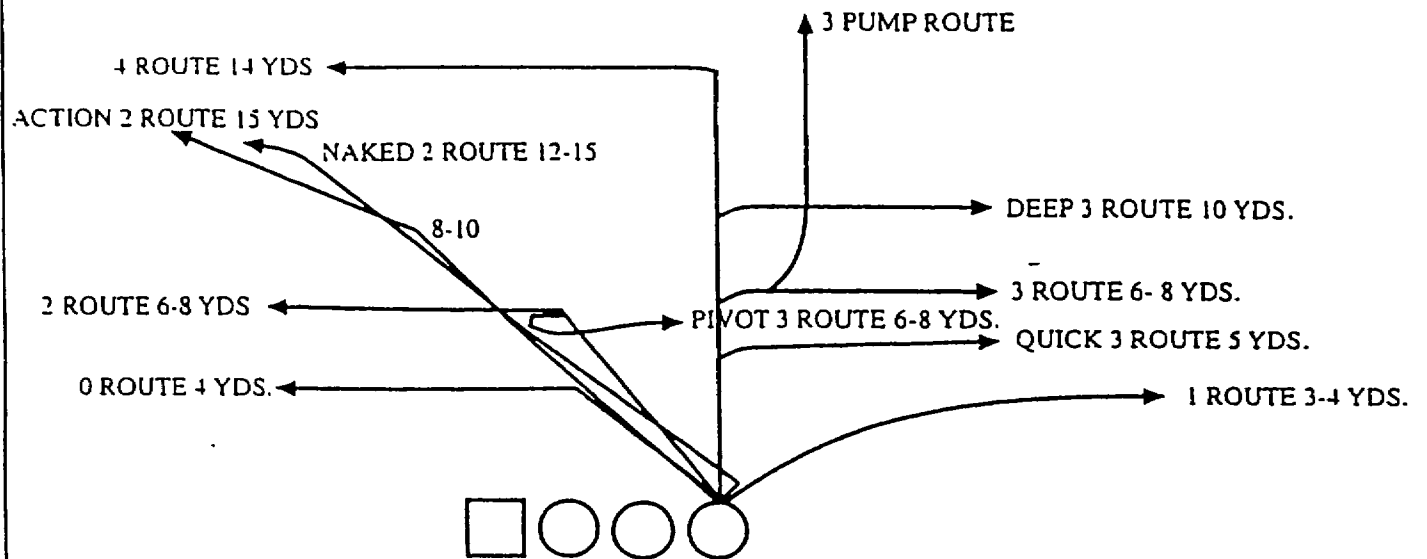 3 PUMP ROUTE
4 ROUTE 14 YDS
ACTION 2 ROUTE 15 YDS
NAKED 2 ROUTE 12-15
DEEP 3 ROUTE 10 YDS.
8-10
3 ROUTE 6- 8 YDS.
2 ROUTE 6-8 YDS
PIVOT 3 ROUTE 6-8 YDS.
QUICK 3 ROUTE 5 YDS.
0 ROUTE 4 YDS.
1 ROUTE 3-4 YDS.